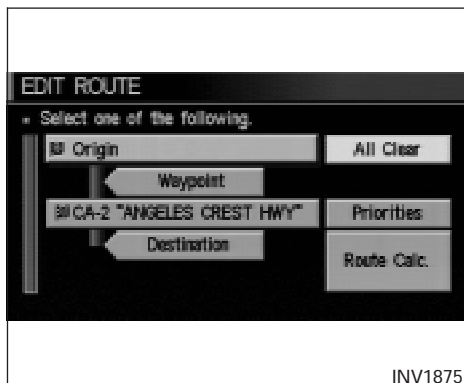 EDIT ROUTE
Select one of the following.
Origin
All Clear
Waypoint
CA-2 "ANGELES CREST HWY"
Priorities
Destination
Route Calc.
INV1875